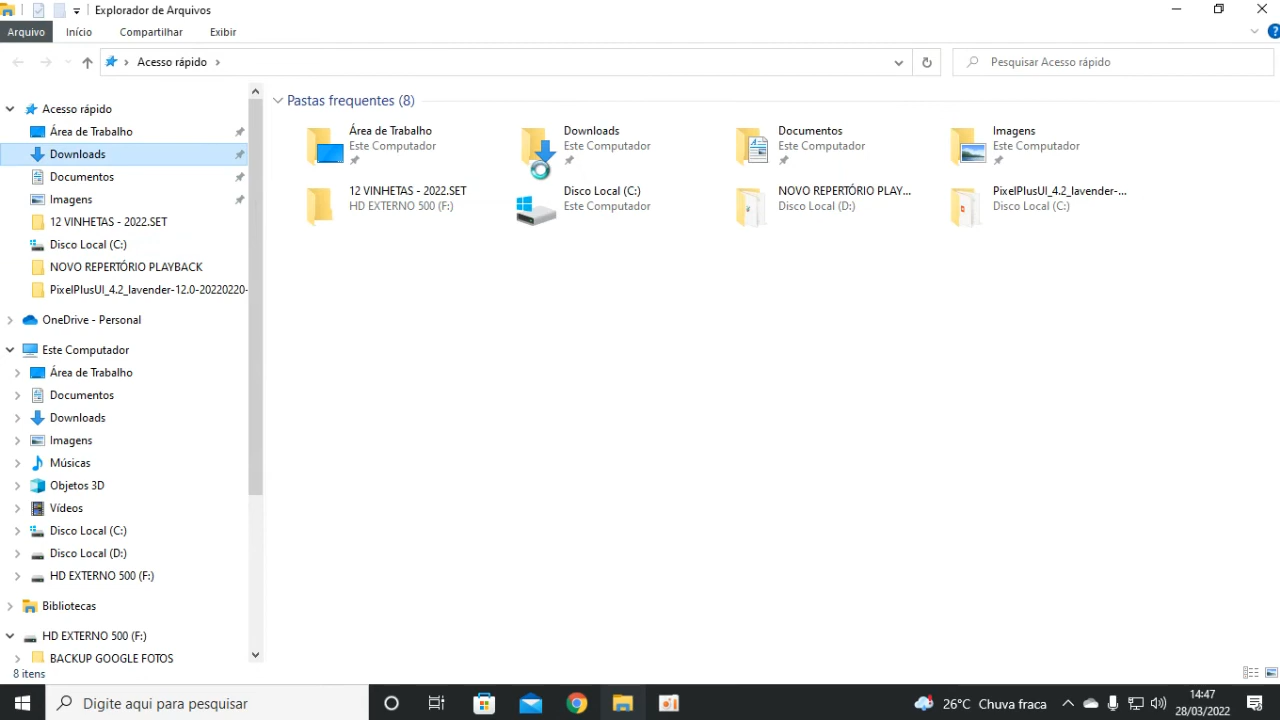 Explorador de Arquivos
Arquivo Início Compartilhar Exibir
Acesso rápido
Pesquisar Acesso rápido
Acesso rápido
Área de Trabalho
Downloads
Documentos
Imagens
12 VINHETAS - 2022.SET
Disco Local (C:)
NOVO REPERTÓRIO PLAYBACK
PixelPlusUI_4.2_lavender-12.0-20220220-
OneDrive - Personal
Este Computador
Área de Trabalho
Documentos
Downloads
Imagens
Músicas
Objetos 3D
Vídeos
Disco Local (C:)
Disco Local (D:)
HD EXTERNO 500 (F:)
Bibliotecas
HD EXTERNO 500 (F:)
BACKUP GOOGLE FOTOS
Pastas frequentes (8)
Área de Trabalho
Este Computador
Downloads
Este Computador
Documentos
Este Computador
Imagens
Este Computador
12 VINHETAS - 2022.SET
HD EXTERNO 500 (F:)
Disco Local (C:)
Este Computador
NOVO REPERTÓRIO PLAY...
Disco Local (D:)
PixelPlusUI_4.2_lavender-...
Disco Local (C:)
8 itens
Digite aqui para pesquisar
26°C Chuva fraca
14:47
28/03/2022